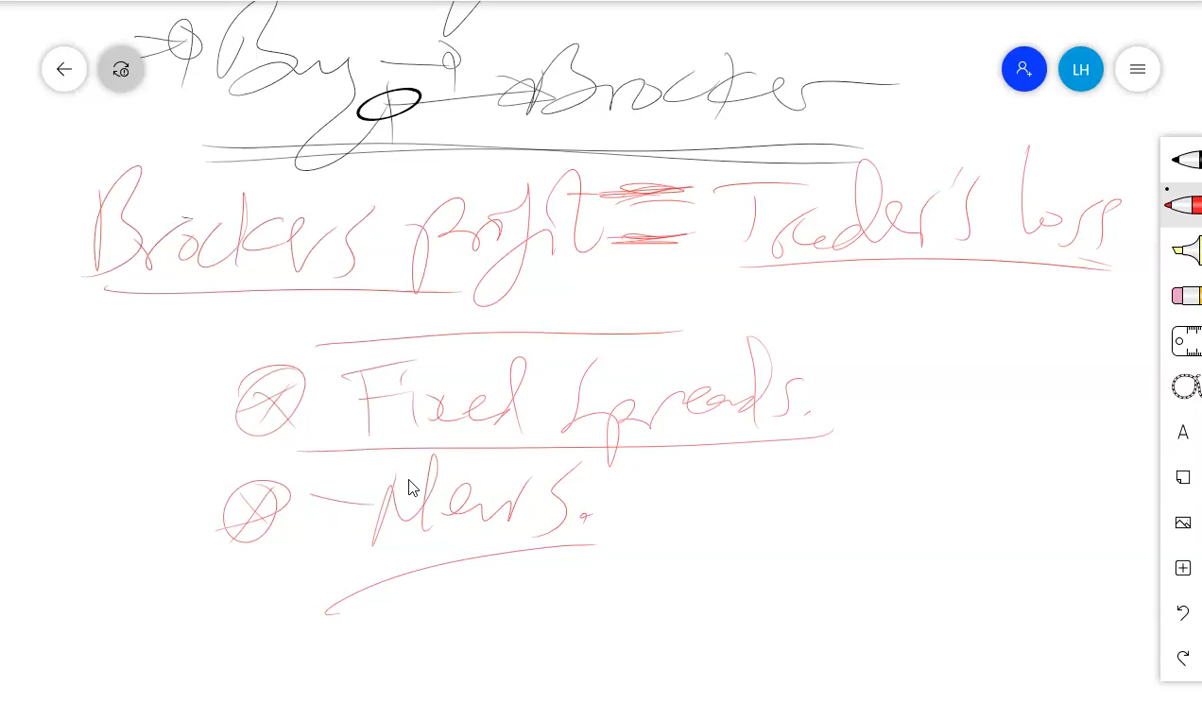 Buy → Brocker
LH
Brockers profit = Trader's loss
Fixed Spreads.
News.
A